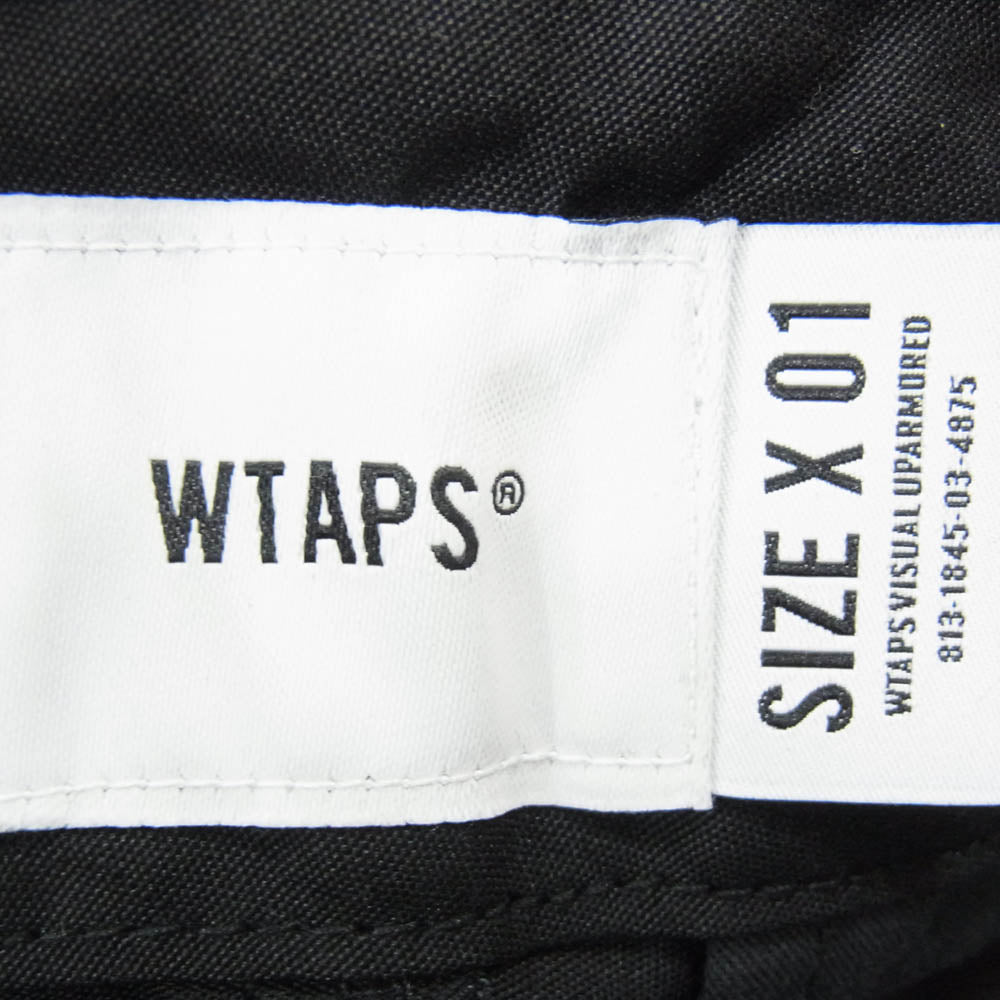 WTAPS®
SIZE X 01
WTAPS VISUAL UPARMORED
813-1845-03-4875